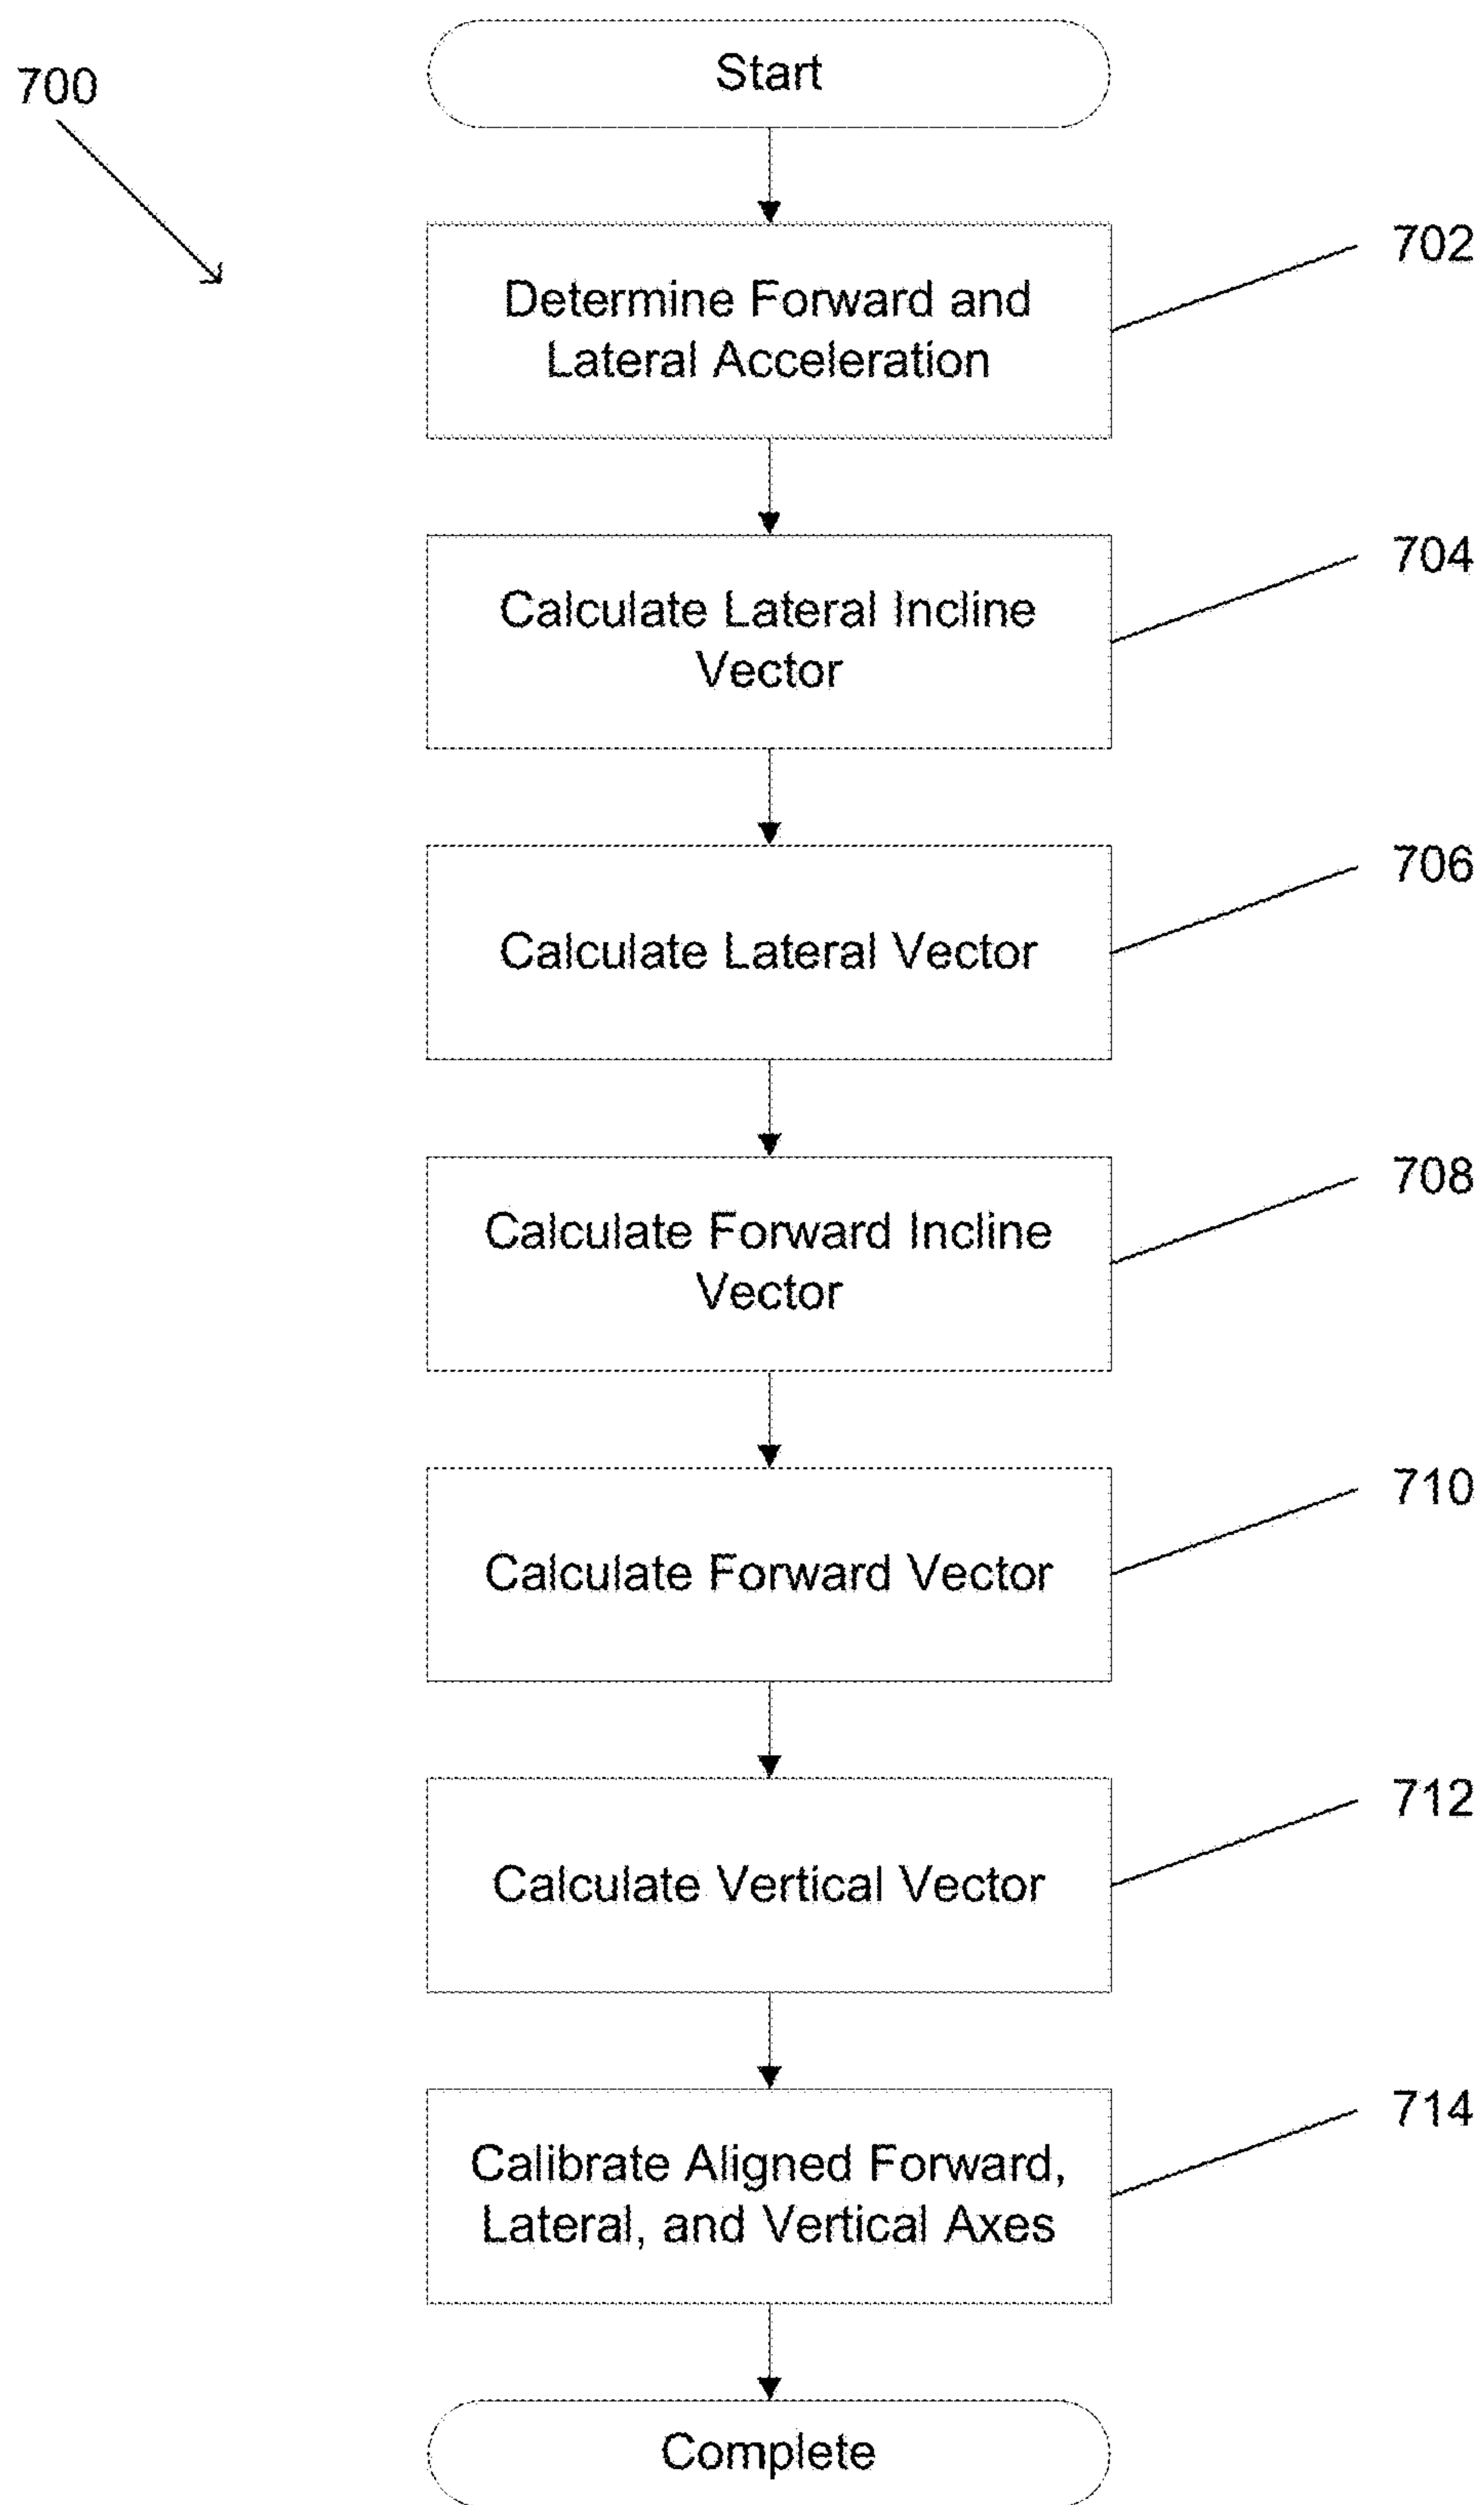 Start
700
702
Determine Forward and
Lateral Acceleration
704
Calculate Lateral Incline
Vector
706
Calculate Lateral Vector
708
Calculate Forward Incline
Vector
710
Calculate Forward Vector
712
Calculate Vertical Vector
714
Calibrate Aligned Forward,
Lateral, and Vertical Axes
Complete